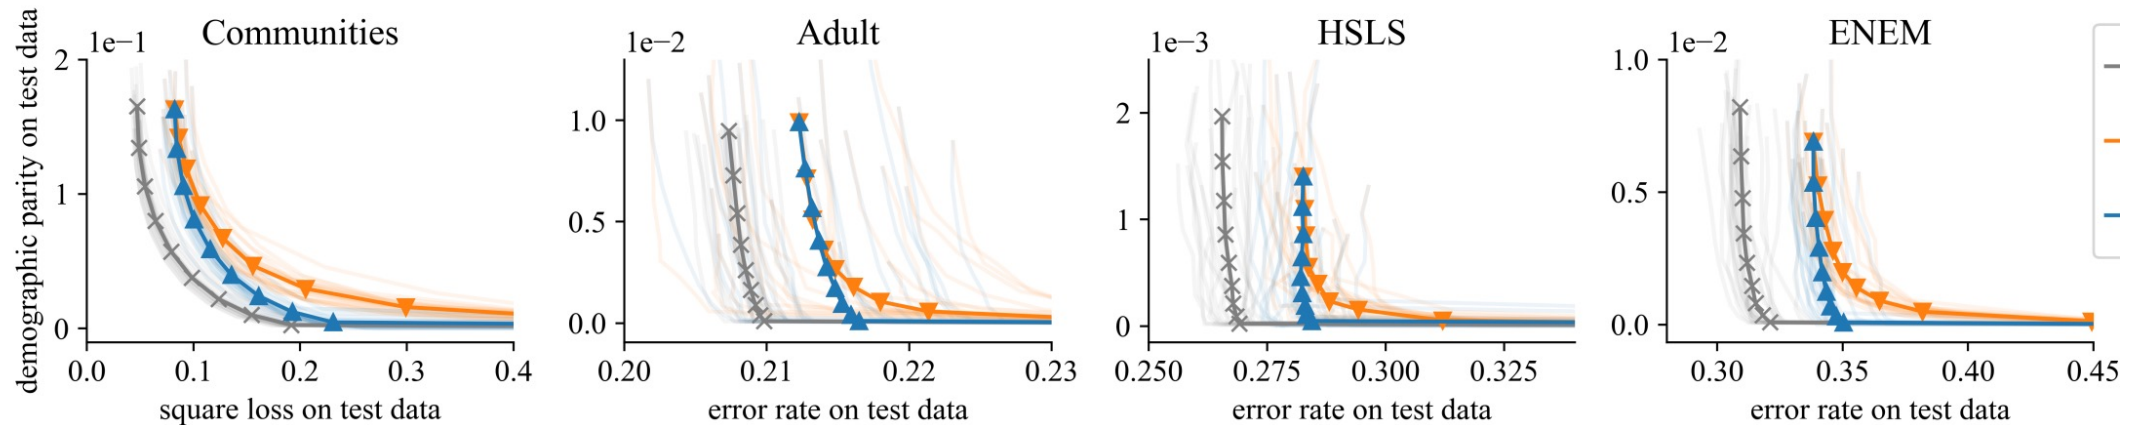 demographic parity on test data
Communities
1e−1
2
1
0
0.0 0.1 0.2 0.3 0.4
square loss on test data
Adult
1e−2
1.0
0.5
0.0
0.20 0.21 0.22 0.23
error rate on test data
HSLS
1e−3
2
1
0
0.250 0.275 0.300 0.325
error rate on test data
ENEM
1e−2
1.0
0.5
0.0
0.30 0.35 0.40 0.45
error rate on test data